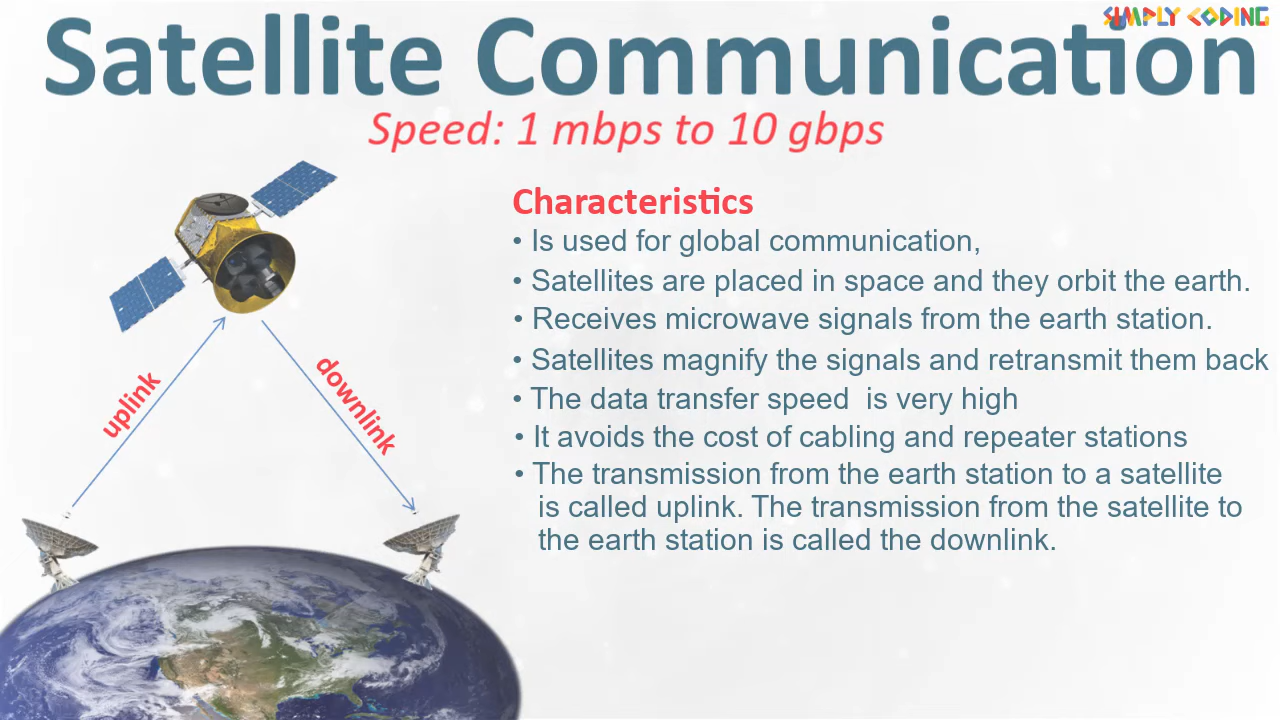 SIMPLY CODING
Satellite Communication
Speed: 1 mbps to 10 gbps
Characteristics
• Is used for global communication,
• Satellites are placed in space and they orbit the earth.
• Receives microwave signals from the earth station.
• Satellites magnify the signals and retransmit them back
• The data transfer speed  is very high
• It avoids the cost of cabling and repeater stations
• The transmission from the earth station to a satellite
is called uplink. The transmission from the satellite to
the earth station is called the downlink.
uplink
downlink